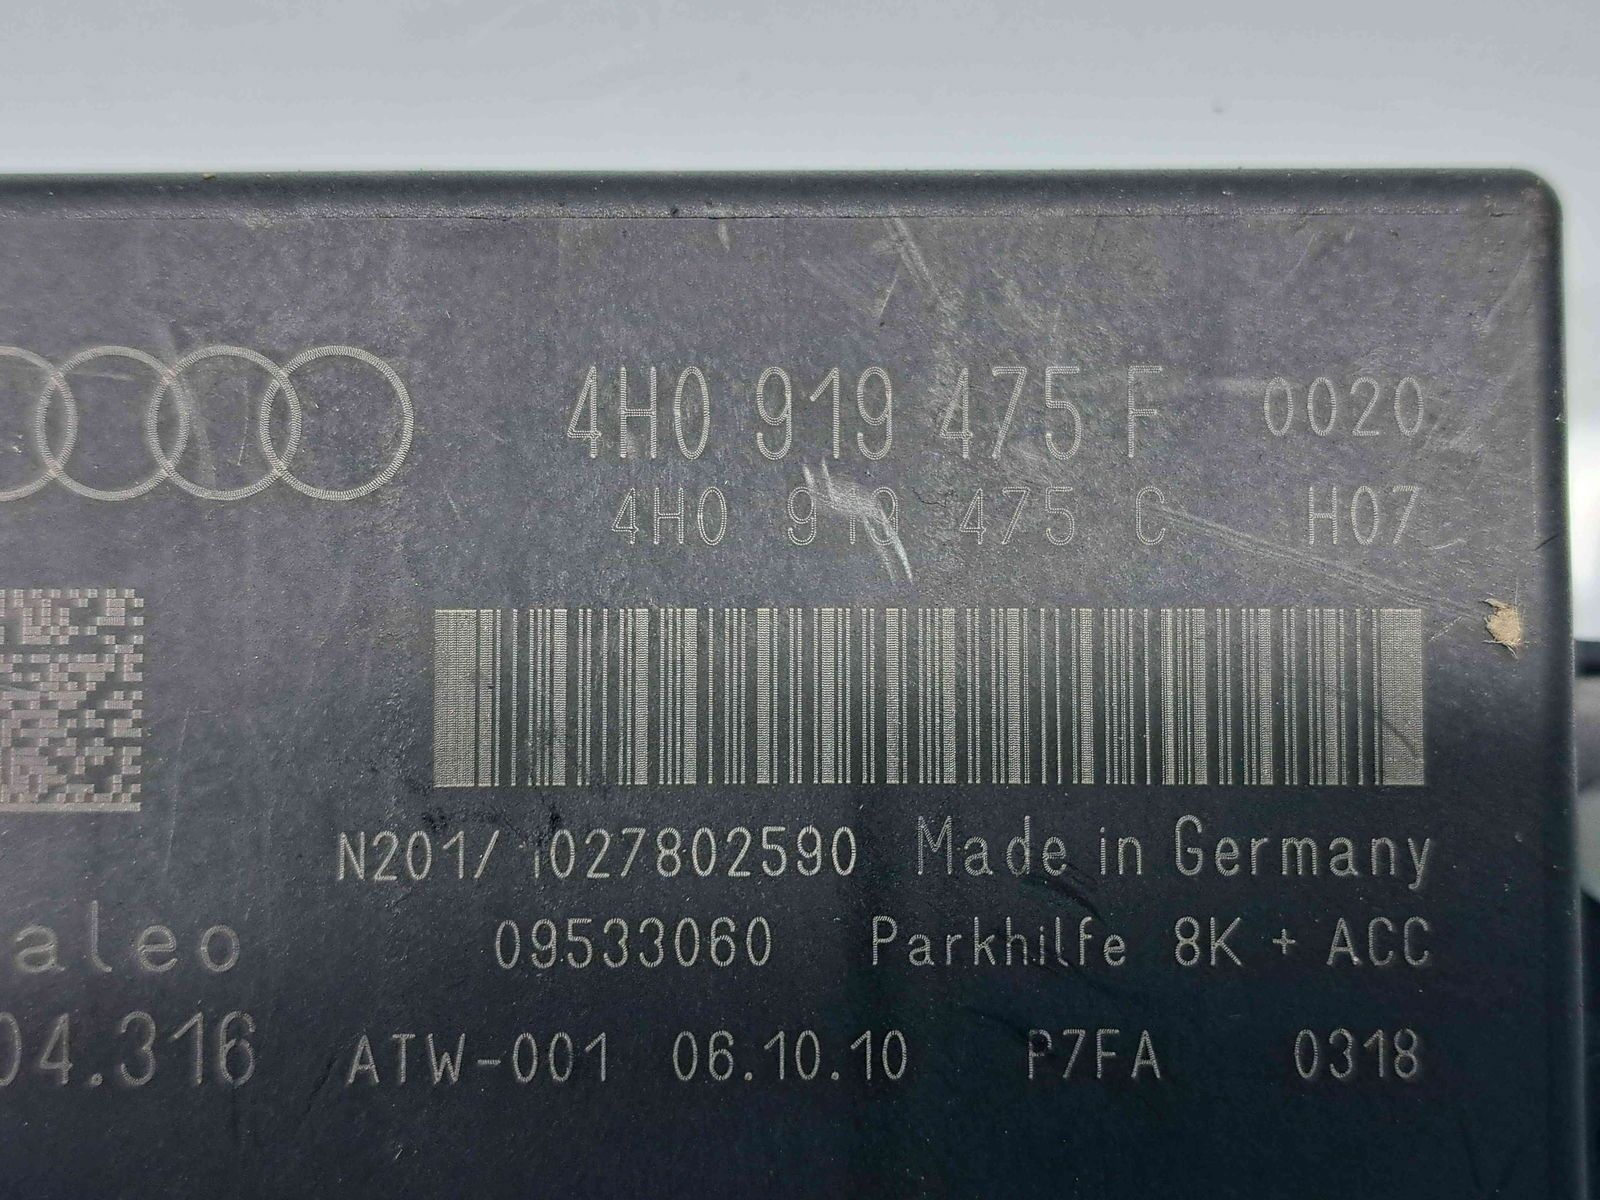 4H0 919 475 F 0020
4H0 919 475 C H07
N201/ 1027802590 Made in Germany
aleo 09533060 Parkhilfe 8K + ACC
04.316 ATW-001 06.10.10 P7FA 0318